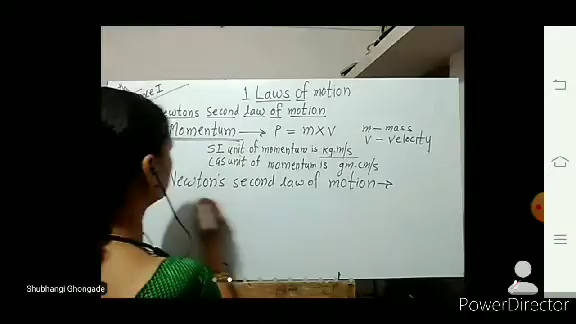 1 Laws of motion
Newtons Second law of motion
Momentum → P = m×v
m – mass
v = velocity
SI unit of momentum is kg.m/s
CGS unit of momentum is gm.cm/s
Newton's second law of motion →
Shubhangi Ghongade
PowerDirector